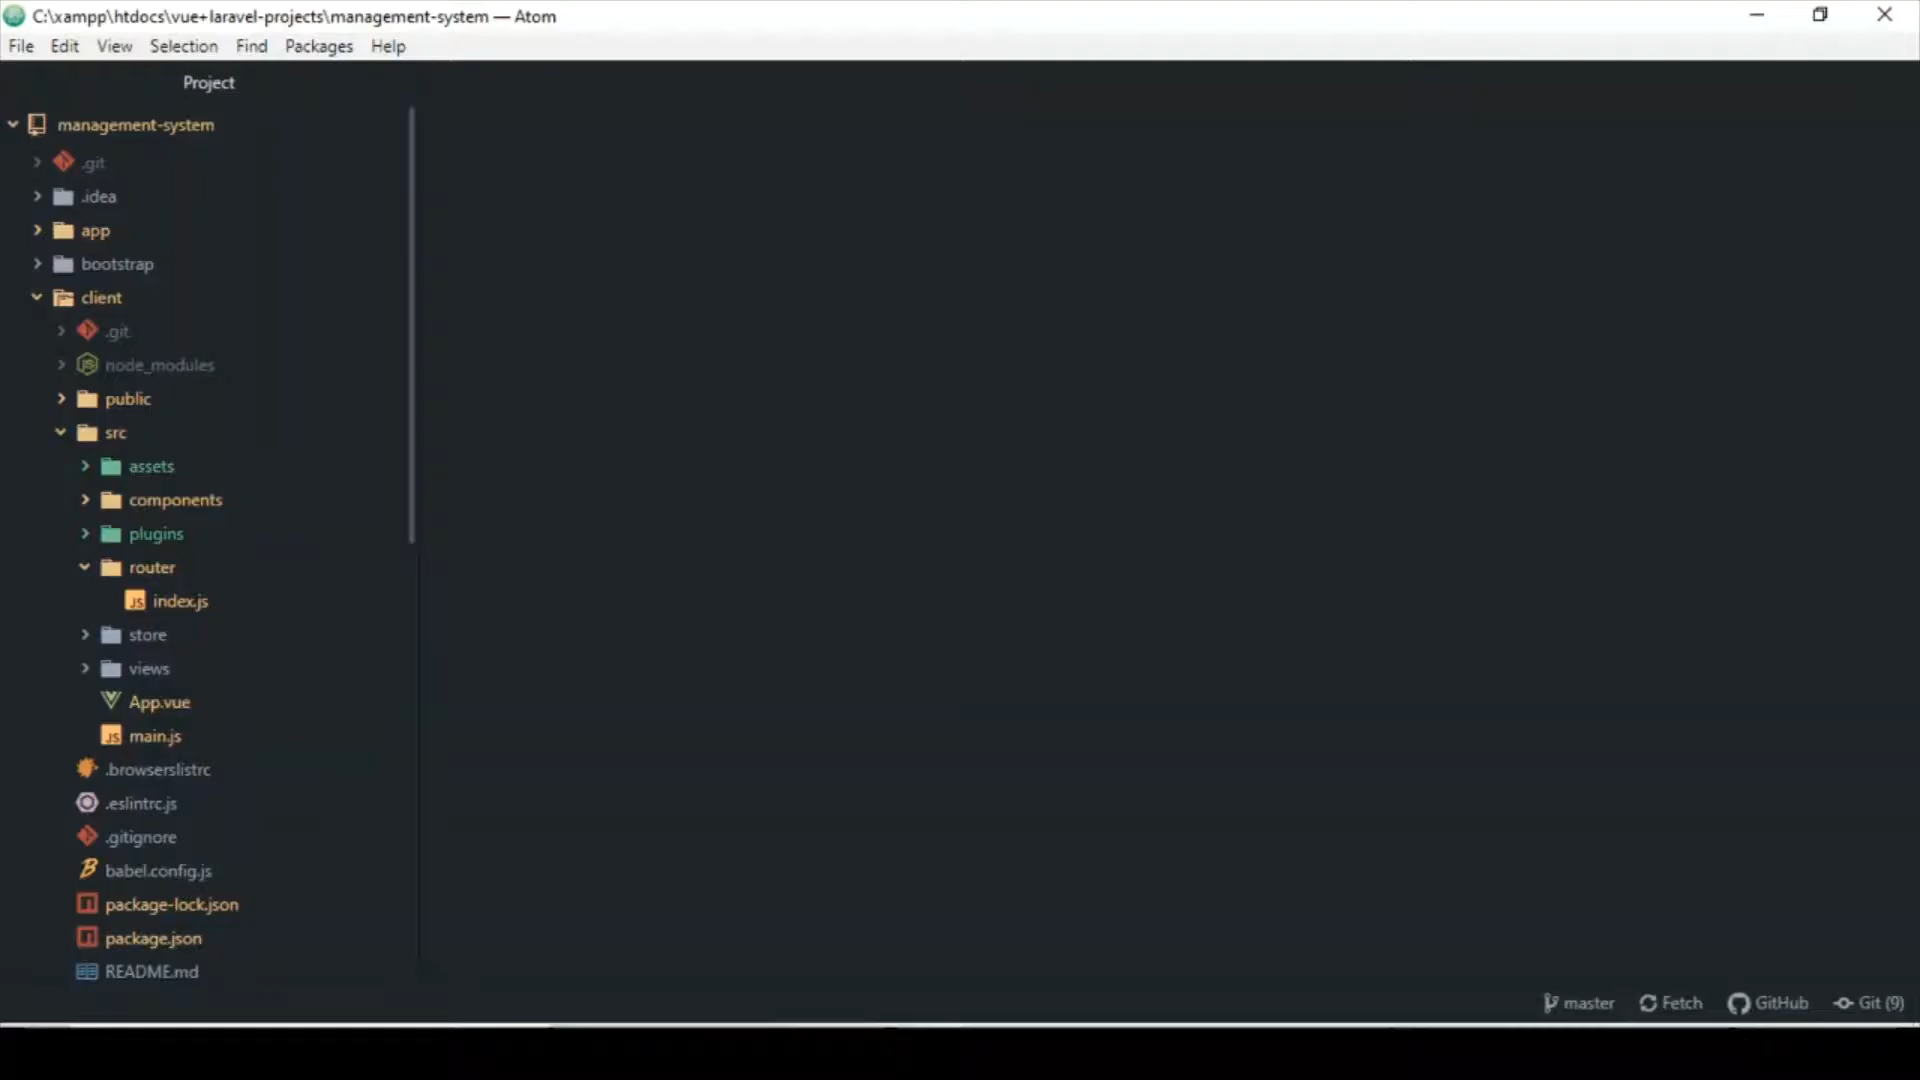 C:\xampp\htdocs\vue+laravel-projects\management-system — Atom
File Edit View Selection Find Packages Help
Project
management-system
.git
.idea
app
bootstrap
client
.git
node_modules
public
src
assets
components
plugins
router
index.js
store
views
App.vue
main.js
.browserslistrc
.eslintrc.js
.gitignore
babel.config.js
package-lock.json
package.json
README.md
master Fetch GitHub Git (9)